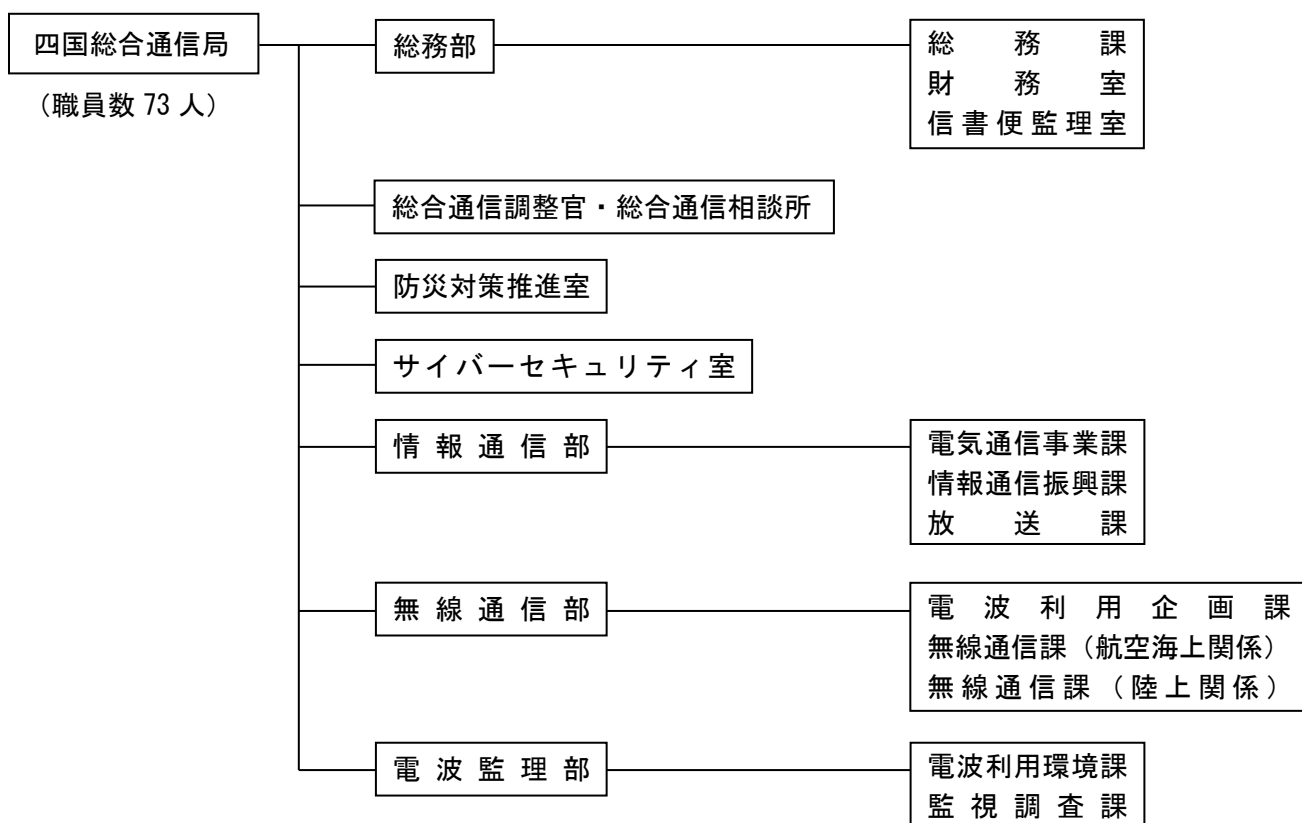 四国総合通信局
（職員数 73 人）
総務部
総務課
財務室
信書便監理室
総合通信調整官・総合通信相談所
防災対策推進室
サイバーセキュリティ室
情報通信部
電気通信事業課
情報通信振興課
放送課
無線通信部
電波利用企画課
無線通信課（航空海上関係）
無線通信課（陸上関係）
電波監理部
電波利用環境課
監視調査課